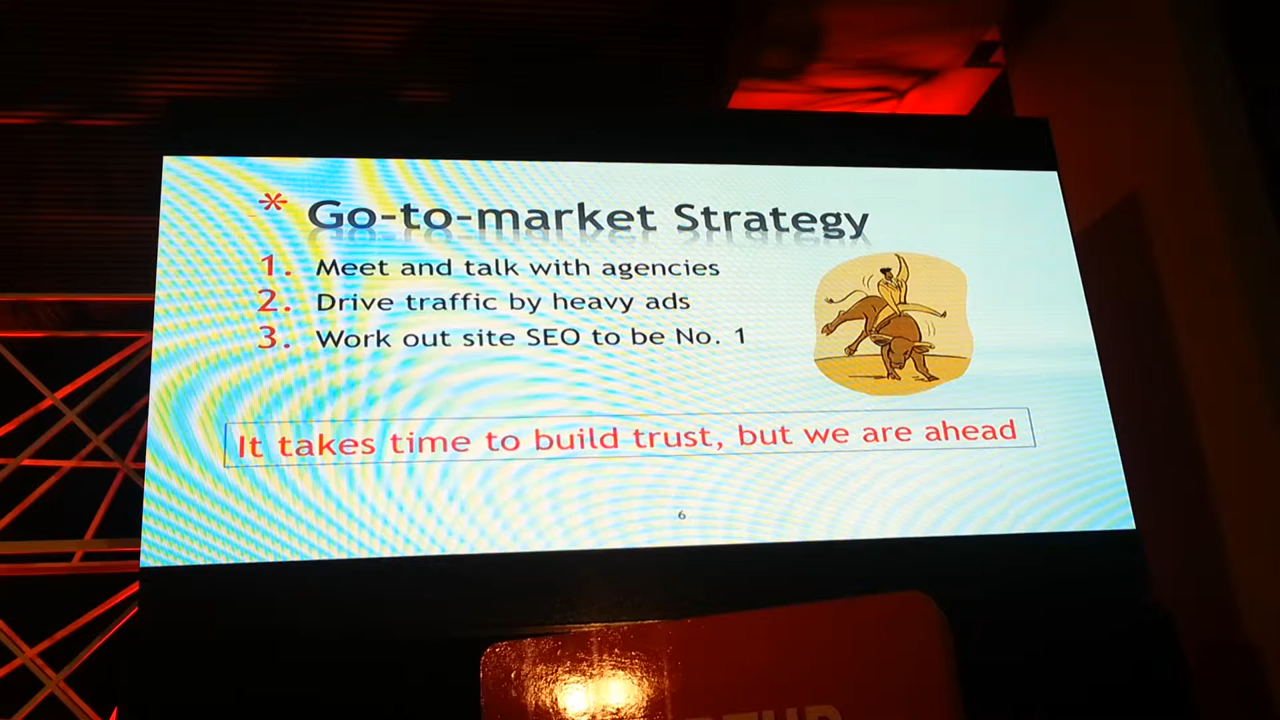 * Go-to-market Strategy
1. Meet and talk with agencies
2. Drive traffic by heavy ads
3. Work out site SEO to be No. 1
It takes time to build trust, but we are ahead
6